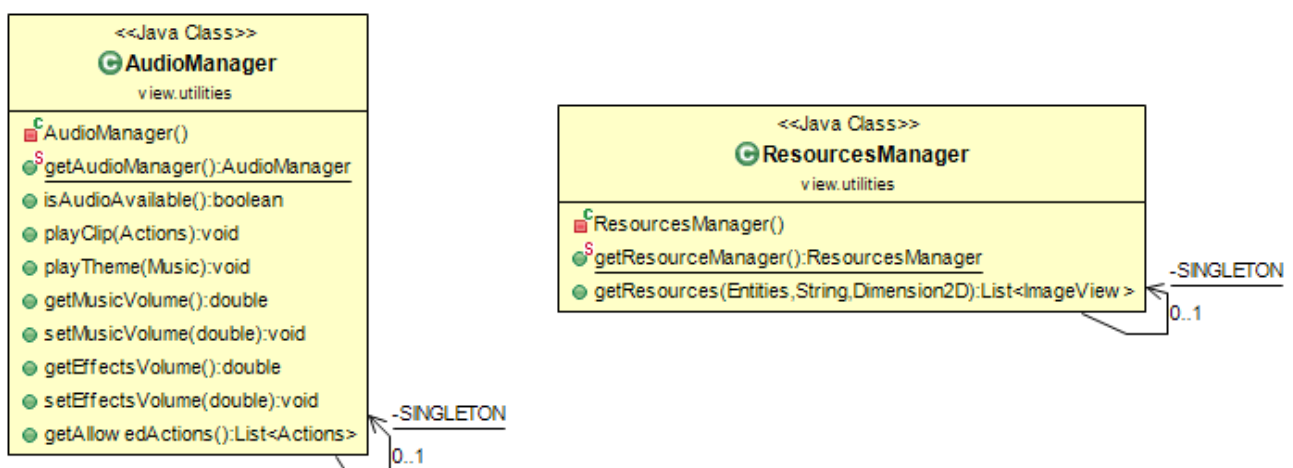 <<Java Class>>
AudioManager
view.utilities
AudioManager()
getAudioManager():AudioManager
isAudioAvailable():boolean
playClip(Actions):void
playTheme(Music):void
getMusicVolume():double
setMusicVolume(double):void
getEffectsVolume():double
setEffectsVolume(double):void
getAllowedActions():List<Actions>
-SINGLETON
0..1
<<Java Class>>
ResourcesManager
view.utilities
ResourcesManager()
getResourceManager():ResourcesManager
getResources(Entities,String,Dimension2D):List<ImageView>
-SINGLETON
0..1